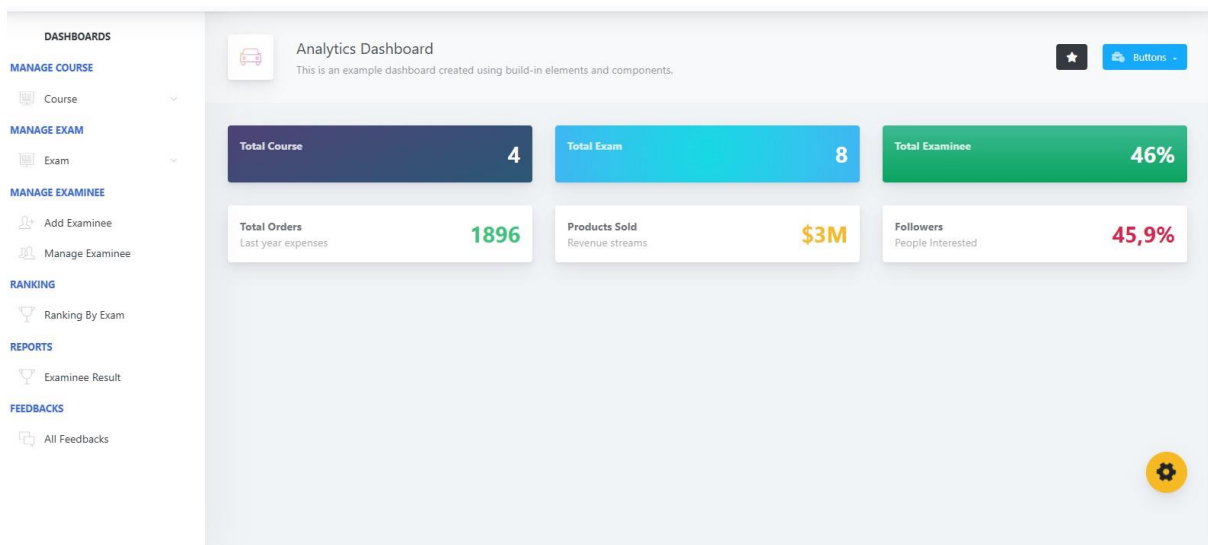 DASHBOARDS
MANAGE COURSE
Course
MANAGE EXAM
Exam
MANAGE EXAMINEE
Add Examinee
Manage Examinee
RANKING
Ranking By Exam
REPORTS
Examinee Result
FEEDBACKS
All Feedbacks
Analytics Dashboard
This is an example dashboard created using build-in elements and components.
Buttons
Total Course
4
Total Exam
8
Total Examinee
46%
Total Orders
Last year expenses
1896
Products Sold
Revenue streams
$3M
Followers
People Interested
45,9%